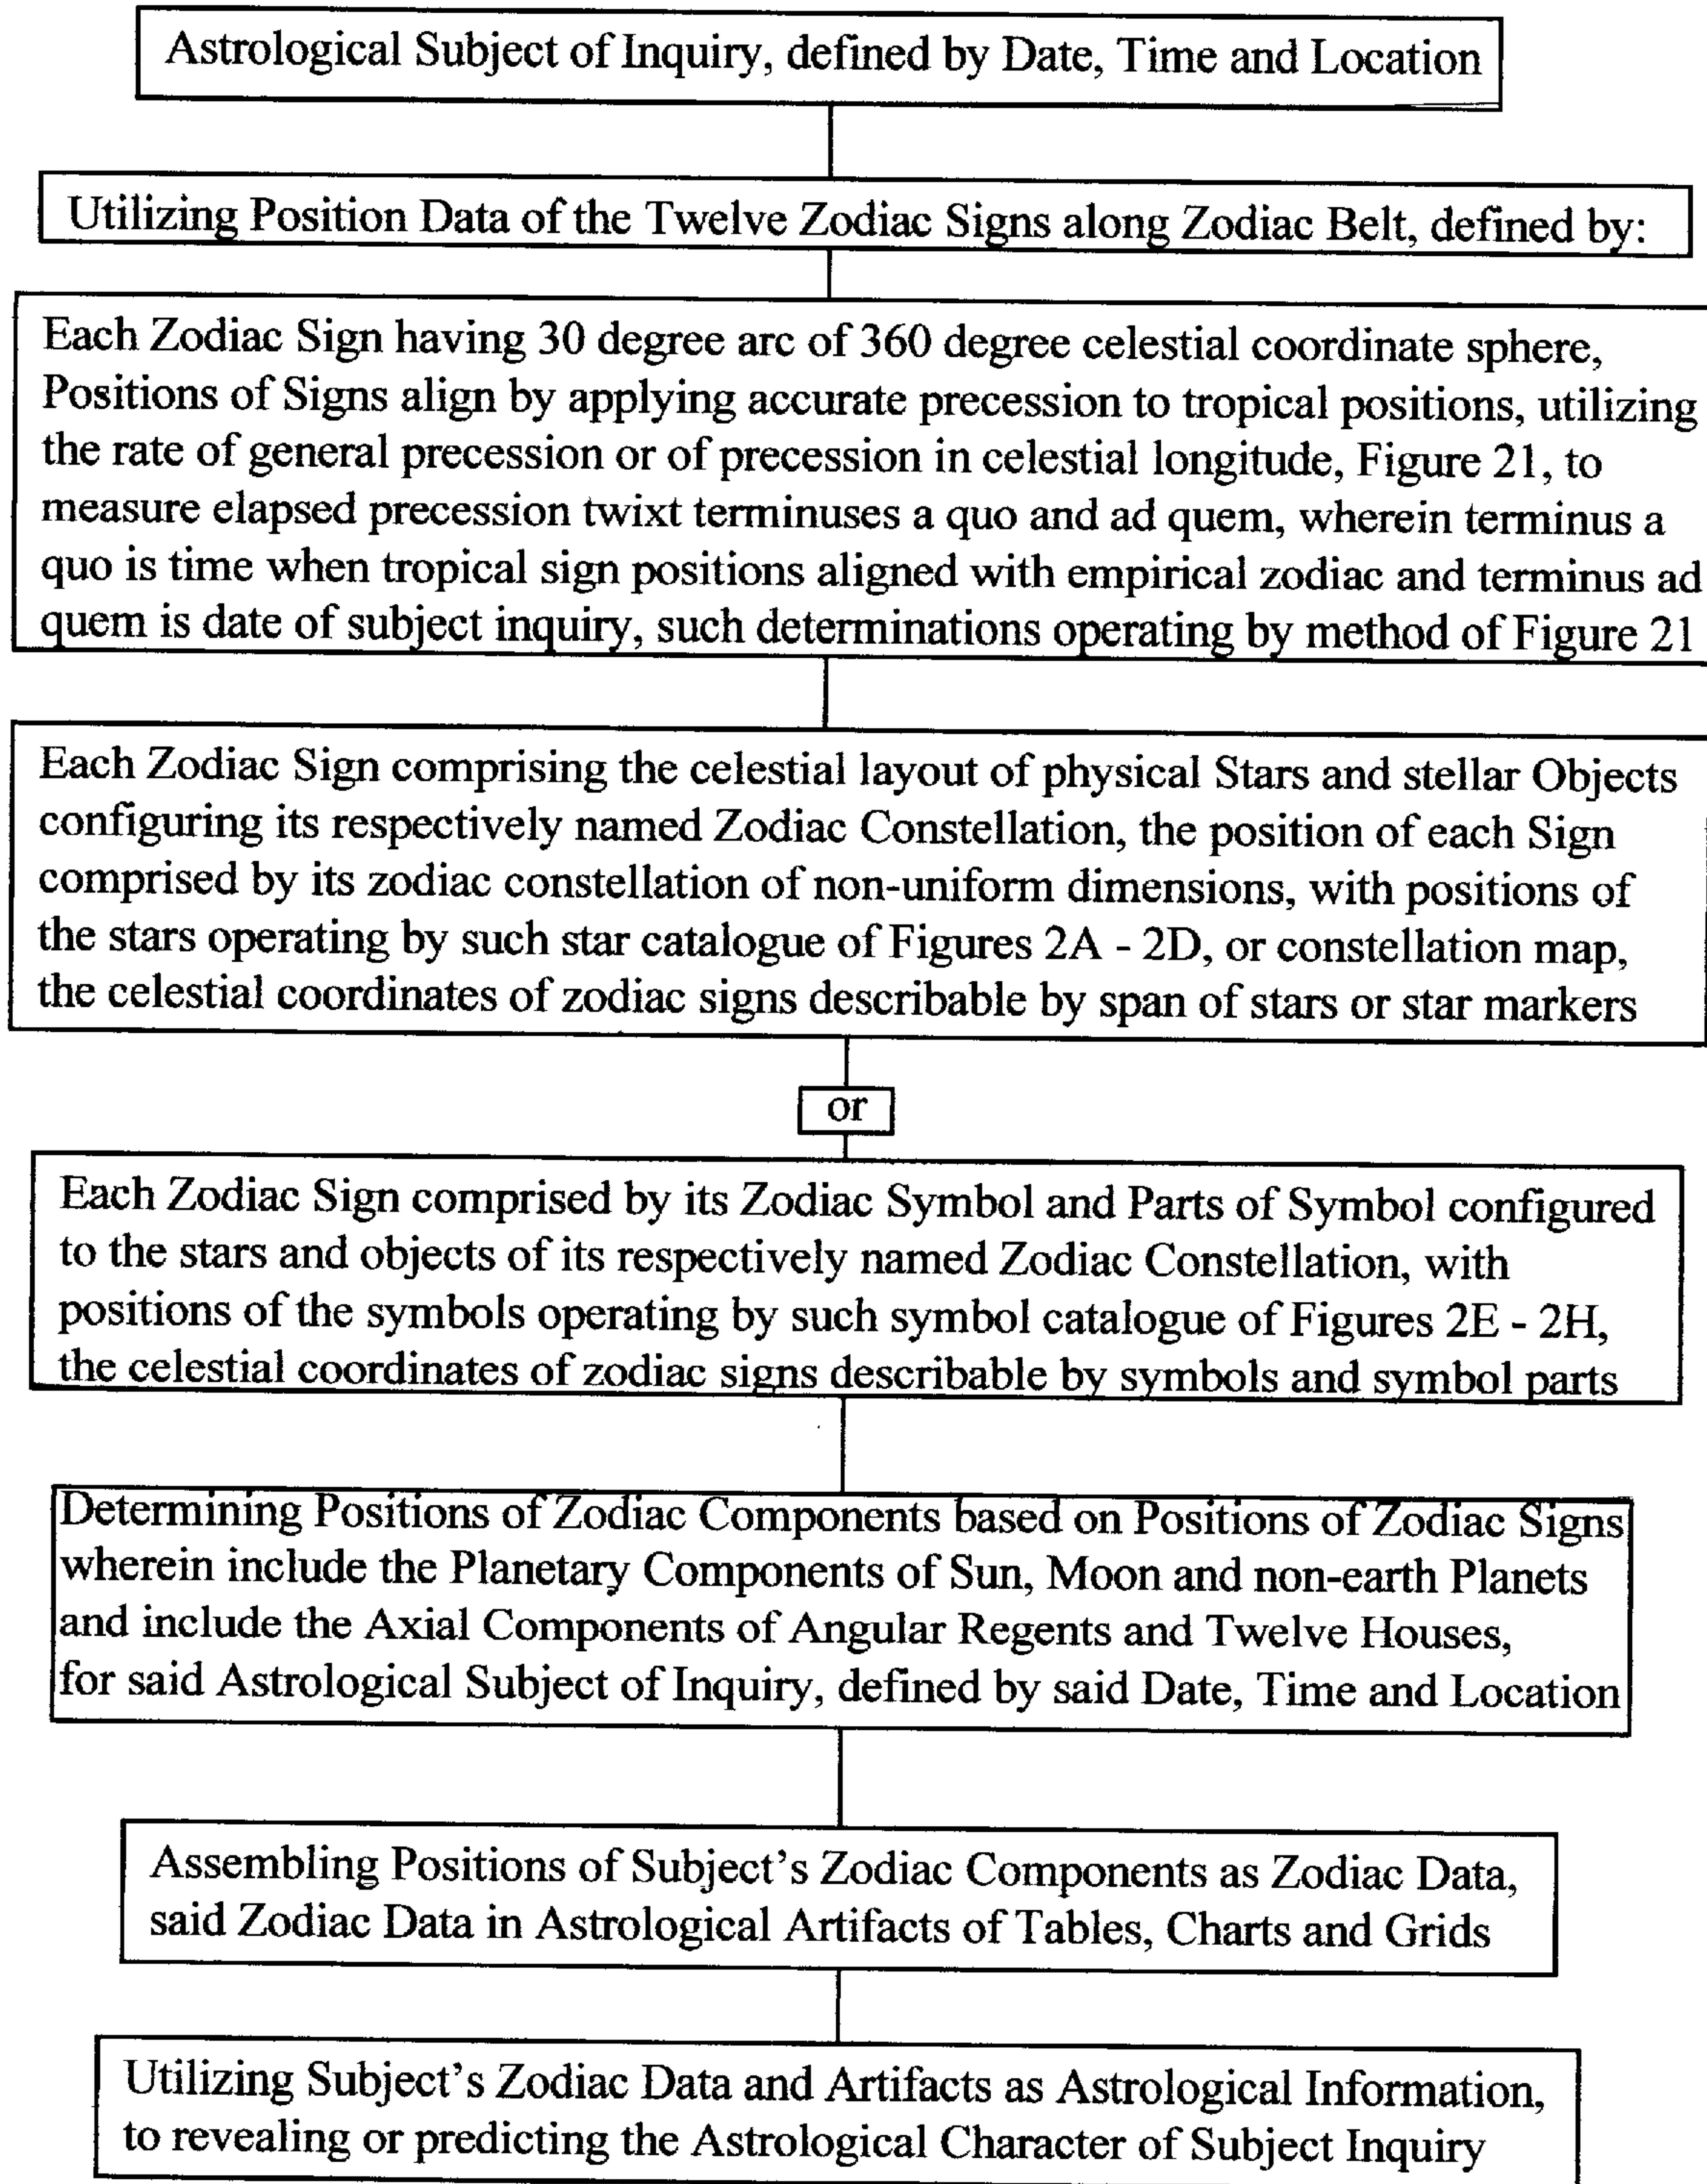 Astrological Subject of Inquiry, defined by Date, Time and Location
Utilizing Position Data of the Twelve Zodiac Signs along Zodiac Belt, defined by:
Each Zodiac Sign having 30 degree arc of 360 degree celestial coordinate sphere,
Positions of Signs align by applying accurate precession to tropical positions, utilizing
the rate of general precession or of precession in celestial longitude, Figure 21, to
measure elapsed precession twixt terminuses a quo and ad quem, wherein terminus a
quo is time when tropical sign positions aligned with empirical zodiac and terminus ad
quem is date of subject inquiry, such determinations operating by method of Figure 21
Each Zodiac Sign comprising the celestial layout of physical Stars and stellar Objects
configuring its respectively named Zodiac Constellation, the position of each Sign
comprised by its zodiac constellation of non-uniform dimensions, with positions of
the stars operating by such star catalogue of Figures 2A - 2D, or constellation map,
the celestial coordinates of zodiac signs describable by span of stars or star markers
or
Each Zodiac Sign comprised by its Zodiac Symbol and Parts of Symbol configured
to the stars and objects of its respectively named Zodiac Constellation, with
positions of the symbols operating by such symbol catalogue of Figures 2E - 2H,
the celestial coordinates of zodiac signs describable by symbols and symbol parts
Determining Positions of Zodiac Components based on Positions of Zodiac Signs
wherein include the Planetary Components of Sun, Moon and non-earth Planets
and include the Axial Components of Angular Regents and Twelve Houses,
for said Astrological Subject of Inquiry, defined by said Date, Time and Location
Assembling Positions of Subject's Zodiac Components as Zodiac Data,
said Zodiac Data in Astrological Artifacts of Tables, Charts and Grids
Utilizing Subject's Zodiac Data and Artifacts as Astrological Information,
to revealing or predicting the Astrological Character of Subject Inquiry